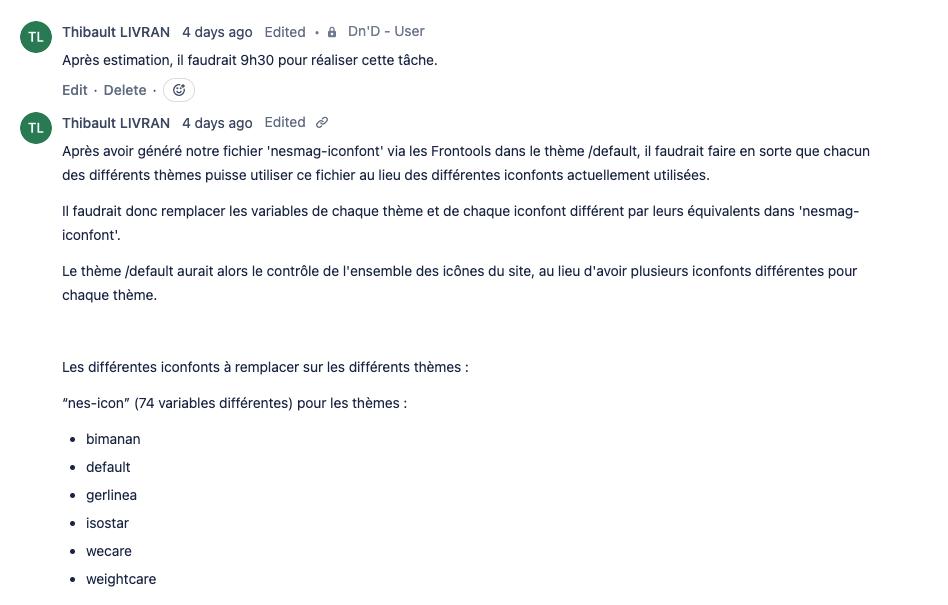 TL Thibault LIVRAN 4 days ago Edited • Dn'D - User
Après estimation, il faudrait 9h30 pour réaliser cette tâche.
Edit · Delete ·
TL Thibault LIVRAN 4 days ago Edited
Après avoir généré notre fichier 'nesmag-iconfont' via les Frontools dans le thème /default, il faudrait faire en sorte que chacun
des différents thèmes puisse utiliser ce fichier au lieu des différentes iconfonts actuellement utilisées.
Il faudrait donc remplacer les variables de chaque thème et de chaque iconfont différent par leurs équivalents dans 'nesmag-
iconfont'.
Le thème /default aurait alors le contrôle de l'ensemble des icônes du site, au lieu d'avoir plusieurs iconfonts différentes pour
chaque thème.
Les différentes iconfonts à remplacer sur les différents thèmes :
“nes-icon” (74 variables différentes) pour les thèmes :
• bimanan
• default
• gerlinea
• isostar
• wecare
• weightcare